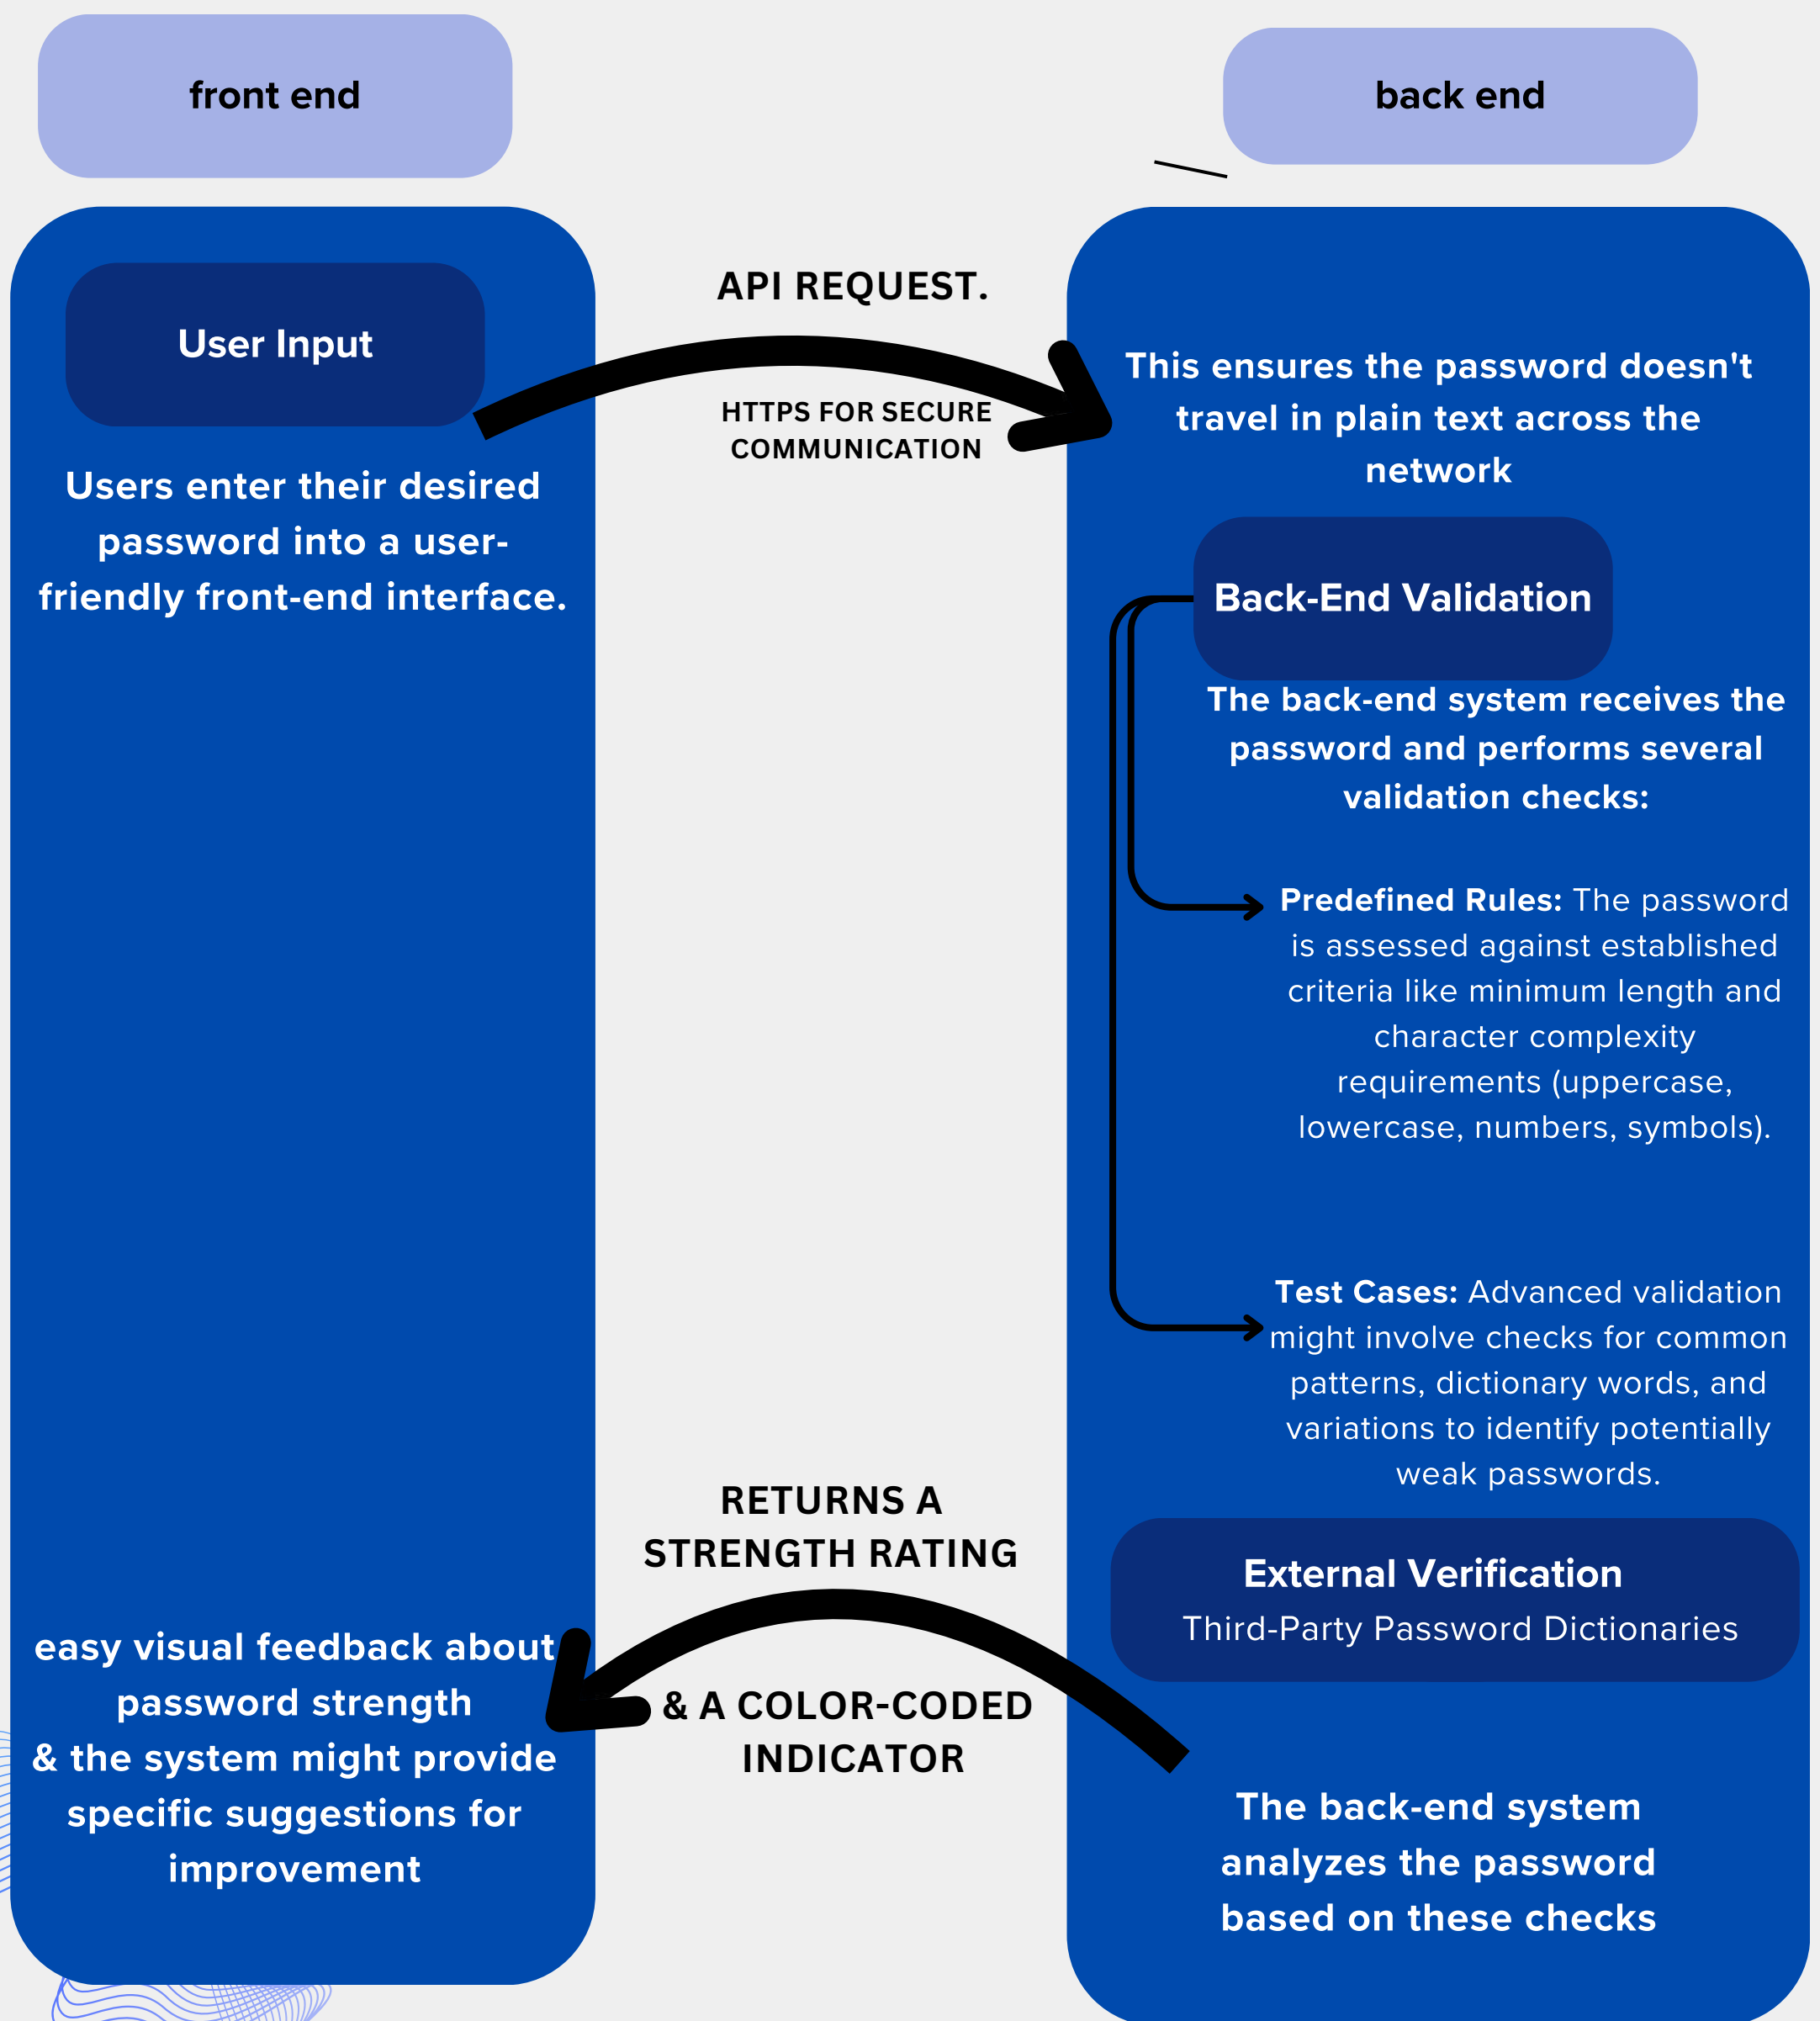 front end
back end
User Input
Users enter their desired
password into a user-
friendly front-end interface.
API REQUEST.
HTTPS FOR SECURE
COMMUNICATION
This ensures the password doesn't
travel in plain text across the
network
Back-End Validation
The back-end system receives the
password and performs several
validation checks:
Predefined Rules: The password
is assessed against established
criteria like minimum length and
character complexity
requirements (uppercase,
lowercase, numbers, symbols).
Test Cases: Advanced validation
might involve checks for common
patterns, dictionary words, and
variations to identify potentially
weak passwords.
External Verification
Third-Party Password Dictionaries
The back-end system
analyzes the password
based on these checks
RETURNS A
STRENGTH RATING
& A COLOR-CODED
INDICATOR
easy visual feedback about
password strength
& the system might provide
specific suggestions for
improvement